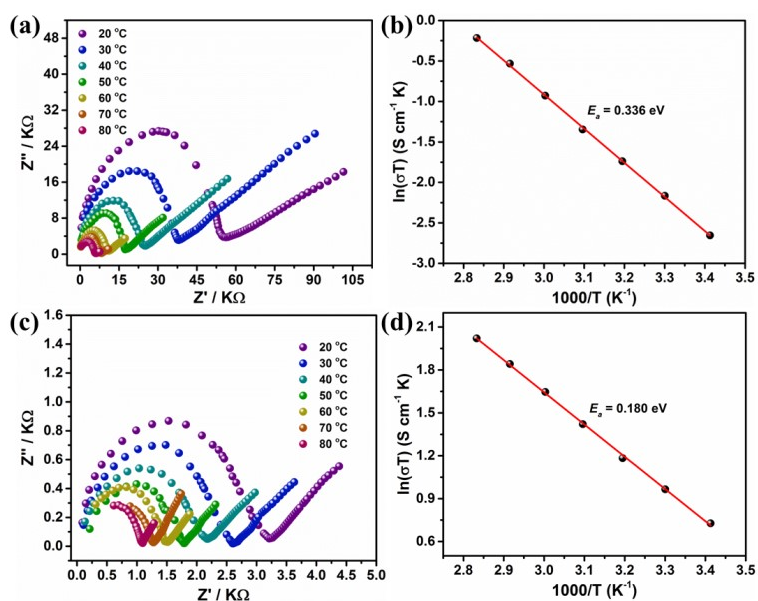 (a)
48
36
24
12
0
Z'' / KΩ
0 15 30 45 60 75 90 105
Z' / KΩ
20 °C
30 °C
40 °C
50 °C
60 °C
70 °C
80 °C
(b)
0.0
-0.5
-1.0
-1.5
-2.0
-2.5
-3.0
ln(σT) (S cm⁻¹ K)
Eₐ = 0.336 eV
2.8 2.9 3.0 3.1 3.2 3.3 3.4 3.5
1000/T (K⁻¹)
(c)
1.6
1.4
1.2
1.0
0.8
0.6
0.4
0.2
0.0
Z'' / KΩ
20 °C
30 °C
40 °C
50 °C
60 °C
70 °C
80 °C
0.0 0.5 1.0 1.5 2.0 2.5 3.0 3.5 4.0 4.5 5.0
Z' / KΩ
(d)
2.1
1.8
1.5
1.2
0.9
0.6
ln(σT) (S cm⁻¹ K)
Eₐ = 0.180 eV
2.8 2.9 3.0 3.1 3.2 3.3 3.4 3.5
1000/T (K⁻¹)